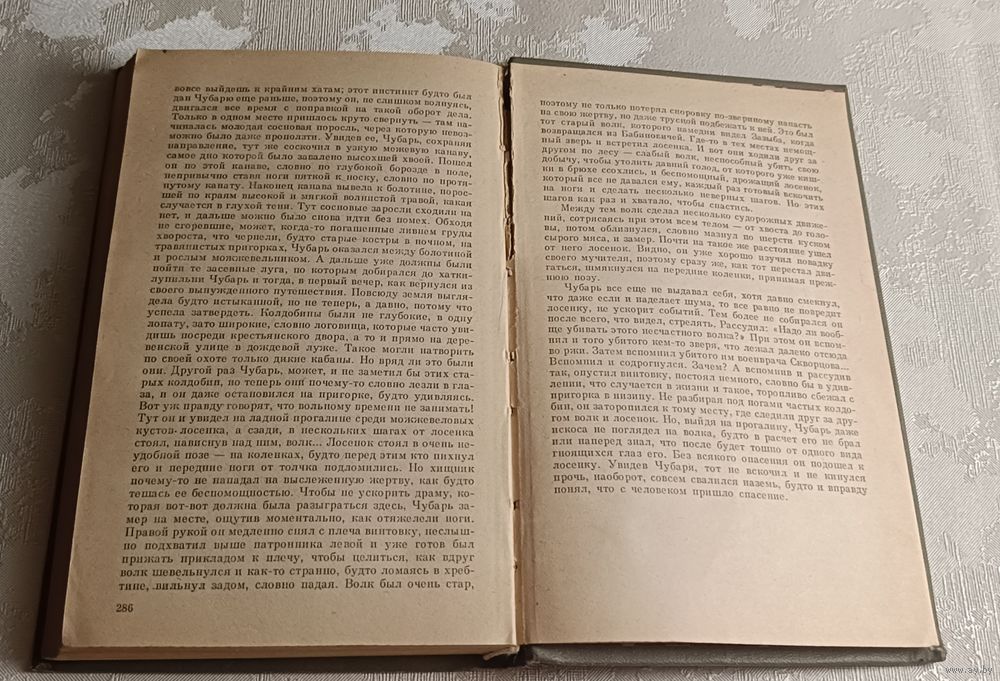 вовсе выйдешь к крайним хатам; этот инстинкт будто был
дан Чубарю еще раньше, поэтому он, не слишком волнуясь,
двигался все время с поправкой на такой оборот дела.
Только в одном месте пришлось круто свернуть — там на-
чиналась молодая сосновая поросль, через которую невоз-
можно было даже проползти. Увидев ее, Чубарь, сохраняя
направление, тут же соскочил в узкую межевую канаву,
самое дно которой было завалено высохшей хвоей. Пошел
он по этой канаве, словно по глубокой борозде в поле,
непривычно ставя ноги пяткой к носку, словно по протя-
нутому канату. Наконец канава вывела к болотине, порос-
шей по краям высокой и мягкой волнистой травой, какая
случается в глухой тени. Тут сосновые заросли сходили на
нет, и дальше можно было снова идти без помех. Обходя
не сгоревшие, может, когда-то погашенные ливнем груды
хвороста, что чернели, будто старые костры в ночном, на
травянистых пригорках, Чубарь оказался между болотиной
и рослым можжевельником. А дальше уже должны были
пойти те засевные луга, по которым добирался до хатки-
лупильни Чубарь и тогда, в первый вечер, как вернулся из
своего вынужденного путешествия. Повсюду земля выгля-
дела будто истыканной, но не теперь, а давно, потому что
успела затвердеть. Колдобины были не глубокие, в одну
лопату, зато широкие, словно логовища, которые часто уви-
дишь посреди крестьянского двора, а то и прямо на дере-
венской улице в дождевой луже. Такое могли натворить
по своей охоте только дикие кабаны. Но вряд ли это были
они. Другой раз Чубарь, может, и не заметил бы этих ста-
рых колдобин, но теперь они почему-то словно лезли в гла-
за, и он даже остановился на пригорке, будто удивляясь.
Вот уж правду говорят, что вольному времени не занимать!
Тут он и увидел на ладной прогалине среди можжевеловых
кустов лосенка, а сзади, в нескольких шагах от лосенка
стоял, нависнув над ним, волк... Лосенок стоял в очень не-
удобной позе — на коленках, будто перед этим кто пихнул
его и передние ноги от толчка подломились. Но хищник
почему-то не нападал на выслеженную жертву, как будто
тешась ее беспомощностью. Чтобы не ускорить драму, ко-
торая вот-вот должна была разыграться здесь, Чубарь за-
мер на месте, ощутив моментально, как отяжелели ноги.
Правой рукой он медленно снял с плеча винтовку, неслыш-
но подхватил выше патронника левой и уже готов был
прижать прикладом к плечу, чтобы целиться, как вдруг
волк шевельнулся и как-то странно, будто ломаясь в хреб-
тине, вильнул задом, словно падая. Волк был очень стар,
286
поэтому не только потерял сноровку по-звериному напасть
на свою жертву, но даже трусцой подбежать к ней. Это был
тот старый волк, которого намедни видел Зазыба, когда
возвращался из Бабиновичей. Где-то в тех местах немощ-
ный зверь и встретил лосенка. И вот они ходили друг за
другом по лесу — слабый волк, неспособный убить свою
добычу, чтобы утолить давний голод, от которого уже киш-
ки в брюхе ссохлись, и беспомощный, дрожащий лосенок,
который все не давался ему, каждый раз готовый вскочить
на ноги и сделать несколько неверных шагов. Но этих
шагов как раз и хватало, чтобы спастись.
Между тем волк сделал несколько судорожных движе-
ний, сотрясаясь при этом всем телом — от хвоста до голо-
вы, потом облизнулся, словно мазнул по шерсти куском
сырого мяса, и замер. Почти на такое же расстояние ушел
от него лосенок. Видно, он уже хорошо изучил повадку
своего мучителя, поэтому сразу же, как тот перестал дви-
гаться, шмякнулся на передние коленки, принимая преж-
нюю позу.
Чубарь все еще не выдавал себя, хотя давно смекнул,
что даже если и наделает шума, то все равно не повредит
лосенку, не ускорит событий. Тем более не собирался он
после всего, что видел, стрелять. Рассудил: «Надо ли вооб-
ще убивать этого несчастного волка?» При этом он вспом-
нил и того убитого кем-то зверя, что лежал далеко отсюда
во ржи. Затем вспомнил убитого им военврача Скворцова...
Вспомнил и содрогнулся. Зачем? А вспомнив и рассудив
так, опустил винтовку, постоял немного, словно бы в удив-
лении, что случается в жизни и такое, торопливо сбежал с
пригорка в низину. Не разбирая под ногами частых колдо-
бин, он заторопился к тому месту, где следили друг за дру-
гом волк и лосенок. Но, выйдя на прогалину, Чубарь даже
искоса не поглядел на волка, будто в расчет его не брал
или наперед знал, что после будет тошно от одного вида
гноящихся глаз его. Без всякого опасения он подошел к
лосенку. Увидев Чубаря, тот не вскочил и не кинулся
прочь, наоборот, совсем свалился наземь, будто и вправду
понял, что с человеком пришло спасение.
www.av.by